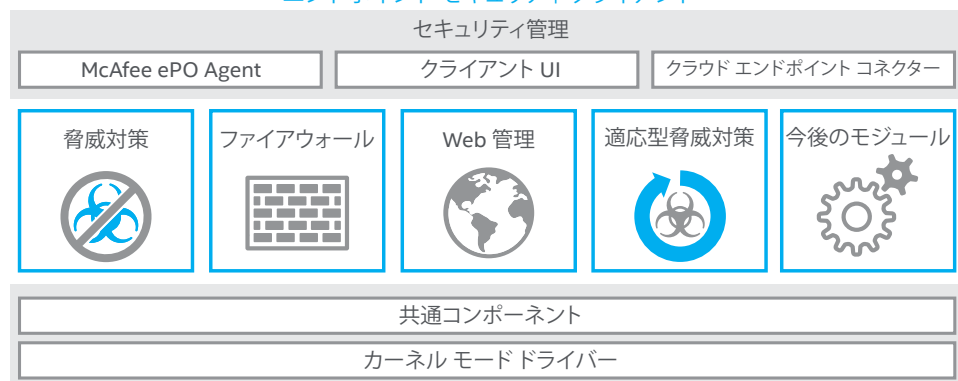 セキュリティ管理
McAfee ePO Agent
クライアント UI
クラウド エンドポイント コネクター
脅威対策
ファイアウォール
Web 管理
適応型脅威対策
今後のモジュール
共通コンポーネント
カーネル モード ドライバー